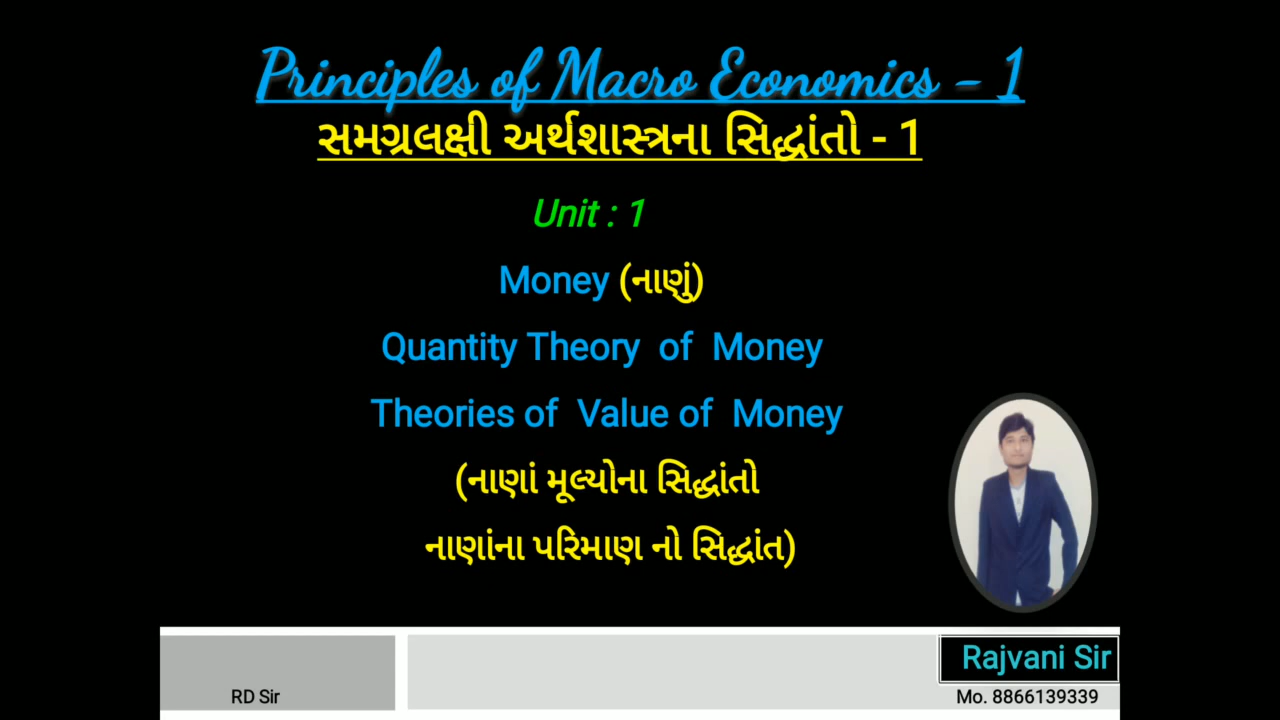 Principles of Macro Economics - 1
સમગ્રલક્ષી અર્થશાસ્ત્રના સિદ્ધાંતો - 1
Unit : 1
Money (નાણું)
Quantity Theory of Money
Theories of Value of Money
(નાણાં મૂલ્યોના સિદ્ધાંતો
નાણાંના પરિમાણ નો સિદ્ધાંત)
Rajvani Sir
RD Sir
Mo. 8866139339